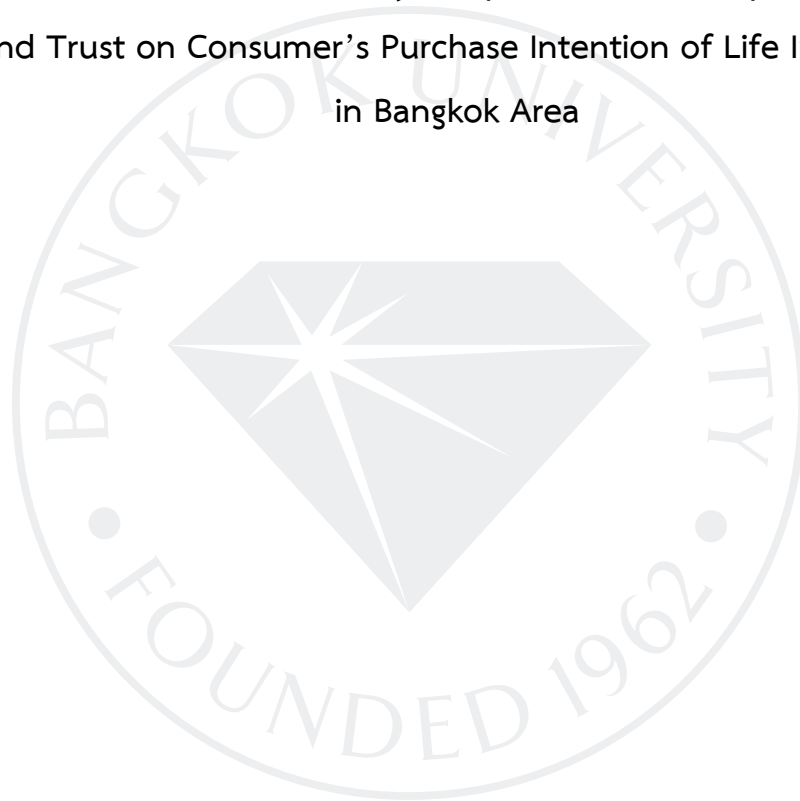 nd Trust on Consumer's Purchase Intention of Life I
in Bangkok Area
BANGKOK UNIVERSITY
• FOUNDED 1962 •